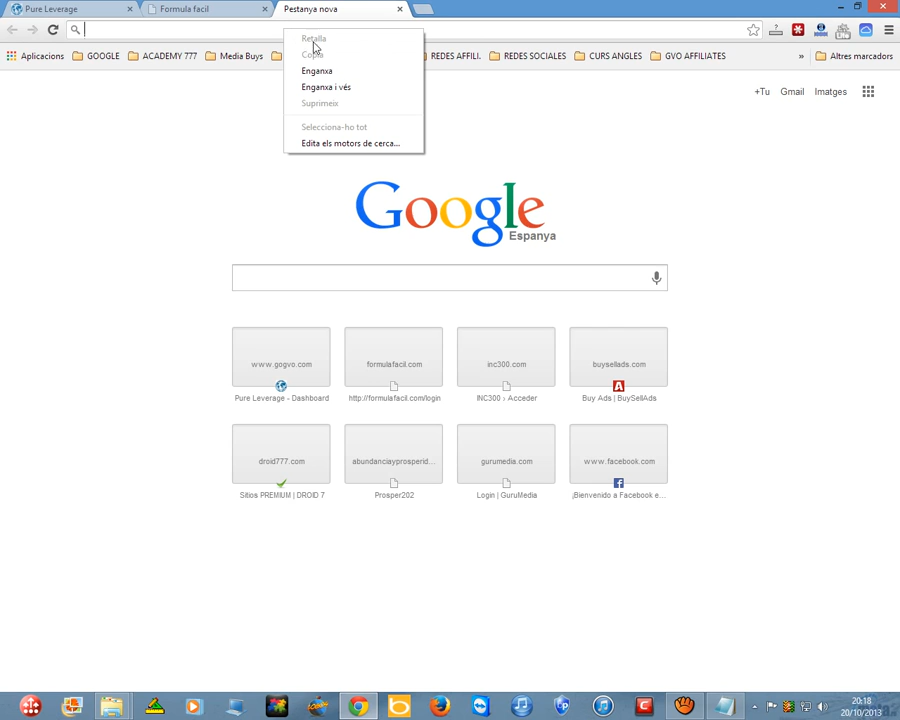 Pure Leverage
Formula facil
Pestanya nova
Aplicacions
GOOGLE
ACADEMY 777
Media Buys
REDES AFFILI.
REDES SOCIALES
CURS ANGLES
GVO AFFILIATES
»
Altres marcadors
Retalla
Copia
Enganxa
Enganxa i vés
Suprimeix
Selecciona-ho tot
Edita els motors de cerca...
+Tu
Gmail
Imatges
Google
Espanya
www.gogvo.com
formulafacil.com
inc300.com
buysellads.com
Pure Leverage - Dashboard
http://formulafacil.com/login
INC300 › Acceder
Buy Ads | BuySellAds
droid777.com
abundanciayprosperid...
gurumedia.com
www.facebook.com
Sitios PREMIUM | DROID 7
Prosper202
Login | GuruMedia
¡Bienvenido a Facebook e...
20:18
20/10/2013